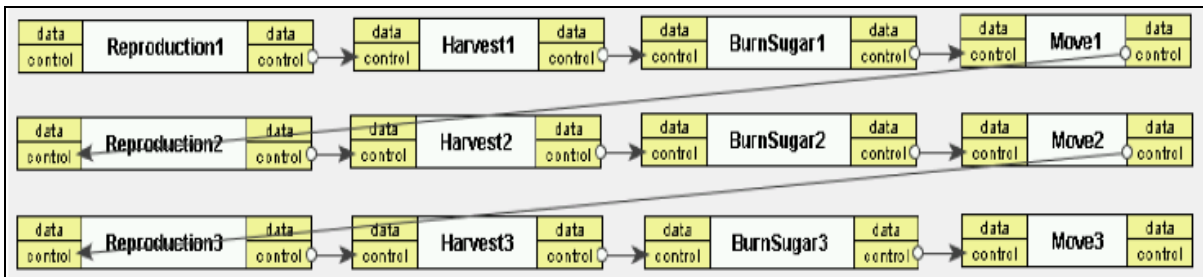 data Reproduction1 data data Harvest1 data data BurnSugar1 data data Move1 data
control control control control control control control control
data Reproduction2 data data Harvest2 data data BurnSugar2 data data Move2 data
control control control control control control control control
data Reproduction3 data data Harvest3 data data BurnSugar3 data data Move3 data
control control control control control control control control